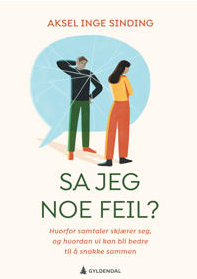 AKSEL INGE SINDING
SA JEG
NOE FEIL?
Hvorfor samtaler skjærer seg,
og hvordan vi kan bli bedre
til å snakke sammen
GYLDENDAL